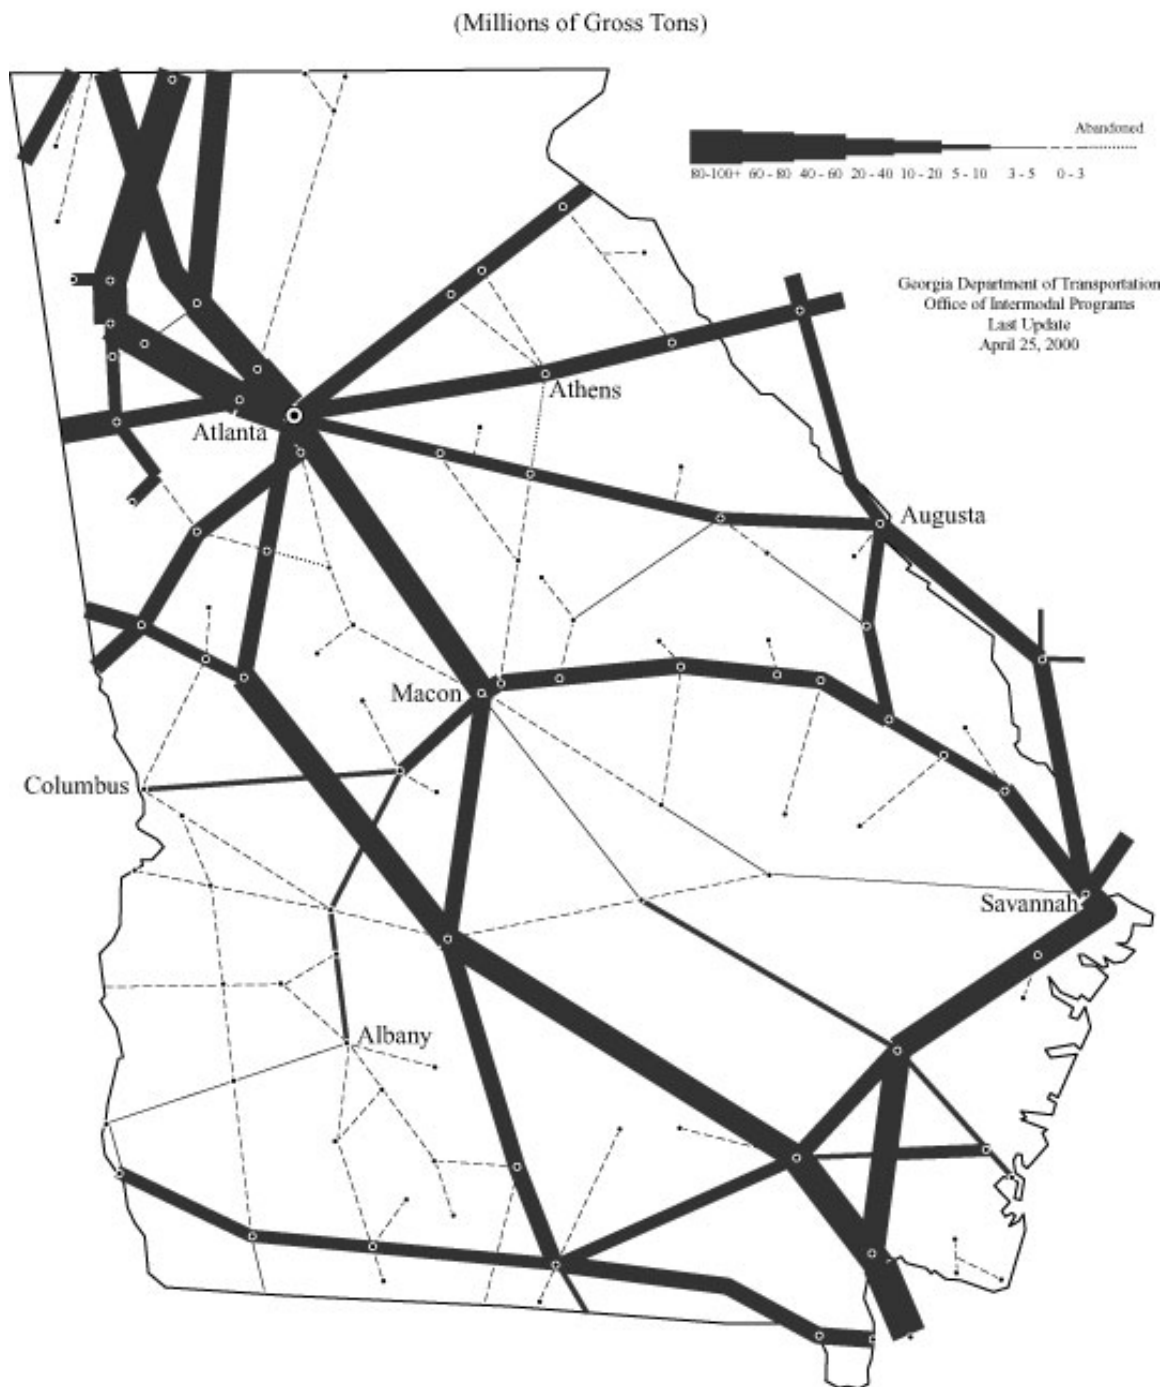 (Millions of Gross Tons)
Abandoned
80-100+ 60 - 80 40 - 60 20 - 40 10 - 20 5 - 10 3 - 5 0 - 3
Georgia Department of Transportation
Office of Intermodal Programs
Last Update
April 25, 2000
Athens
Atlanta
Augusta
Macon
Columbus
Savannah
Albany